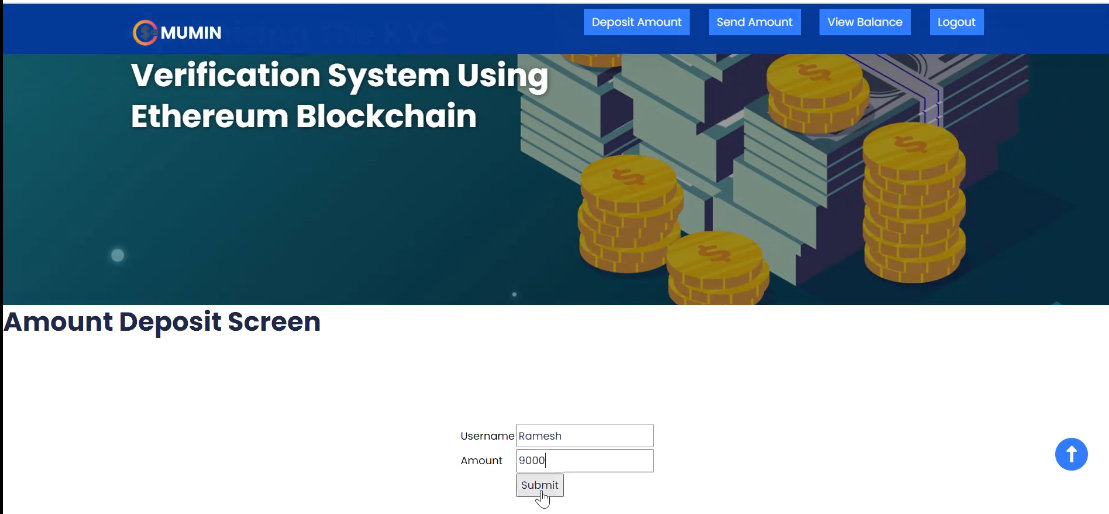 MUMIN
Deposit Amount
Send Amount
View Balance
Logout
Verification System Using
Ethereum Blockchain
Amount Deposit Screen
Username Ramesh
Amount 9000
Submit